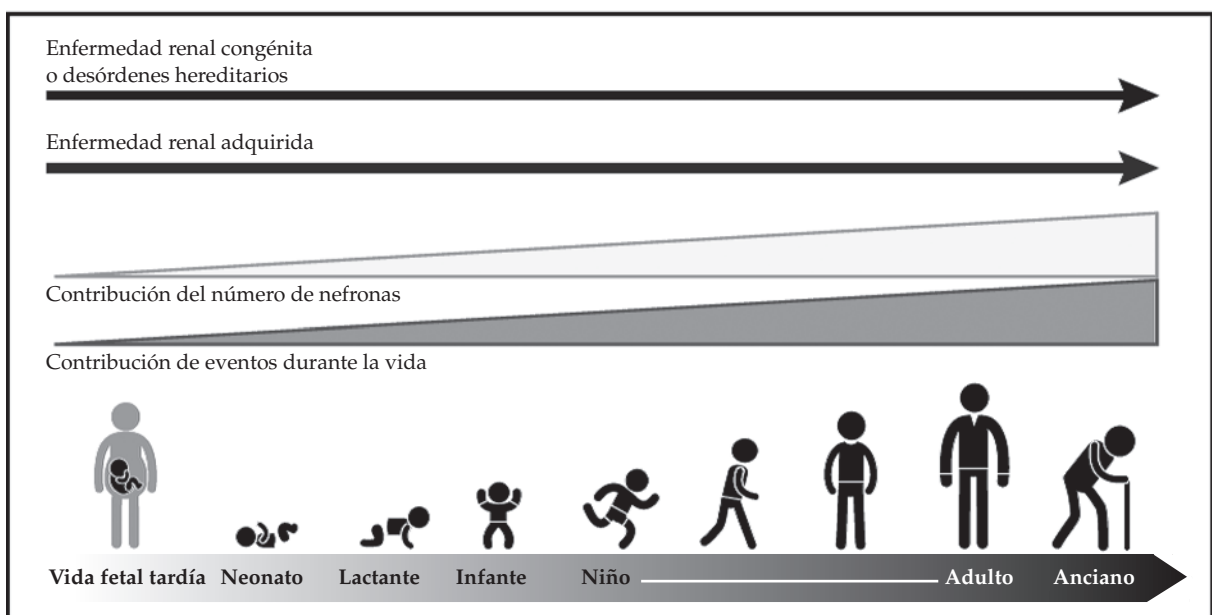 Enfermedad renal congénita
o desórdenes hereditarios
Enfermedad renal adquirida
Contribución del número de nefronas
Contribución de eventos durante la vida
Vida fetal tardía Neonato Lactante Infante Niño Adulto Anciano